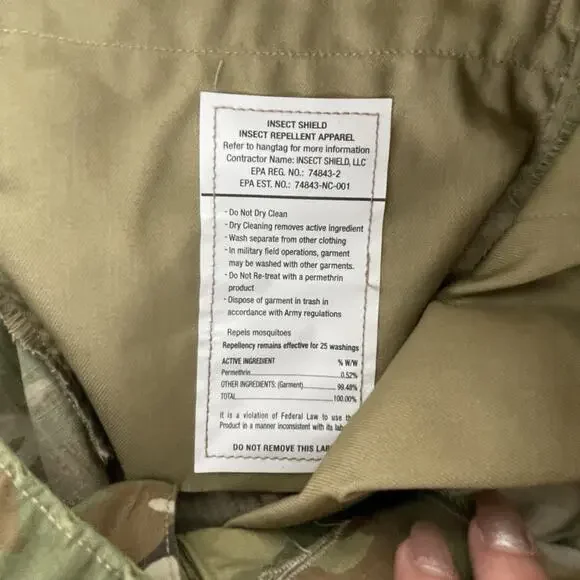 INSECT SHIELD
INSECT REPELLENT APPAREL
Refer to hangtag for more information
Contractor Name: INSECT SHIELD, LLC
EPA REG. NO.: 74843-2
EPA EST. NO.: 74843-NC-001
- Do Not Dry Clean
- Dry Cleaning removes active ingredient
- Wash separate from other clothing
- In military field operations, garment
may be washed with other garments.
- Do Not Re-treat with a permethrin
product
- Dispose of garment in trash in
accordance with Army regulations
Repels mosquitoes
Repellency remains effective for 25 washings
ACTIVE INGREDIENT % W/W
Permethrin 0.52%
OTHER INGREDIENTS: (Garment) 99.48%
TOTAL 100.00%
It is a violation of Federal Law to use
Product in a manner inconsistent with its
DO NOT REMOVE THIS